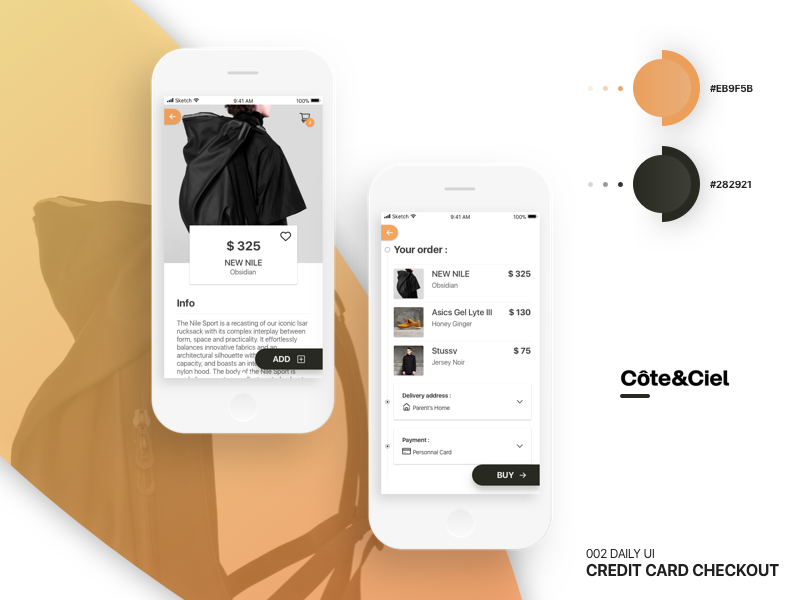 Sketch
9:41 AM
100%
$ 325
NEW NILE
Obsidian
Info
The Nile Sport is a recasting of our iconic Isar
rucksack with its complex interplay between
form, space and practicality. It effortlessly
balances innovative fabrics and an
architectural silhouette with
capacity, and boasts an
nylon hood. The body of the Nile Sport is
ADD
Sketch
9:41 AM
100%
Your order :
NEW NILE
$ 325
Obsidian
Asics Gel Lyte III
$ 130
Honey Ginger
Stussv
$ 75
Jersey Noir
Delivery address :
Parent's Home
Payment :
Personnal Card
BUY
#EB9F5B
#282921
Côte&Ciel
002 DAILY UI
CREDIT CARD CHECKOUT